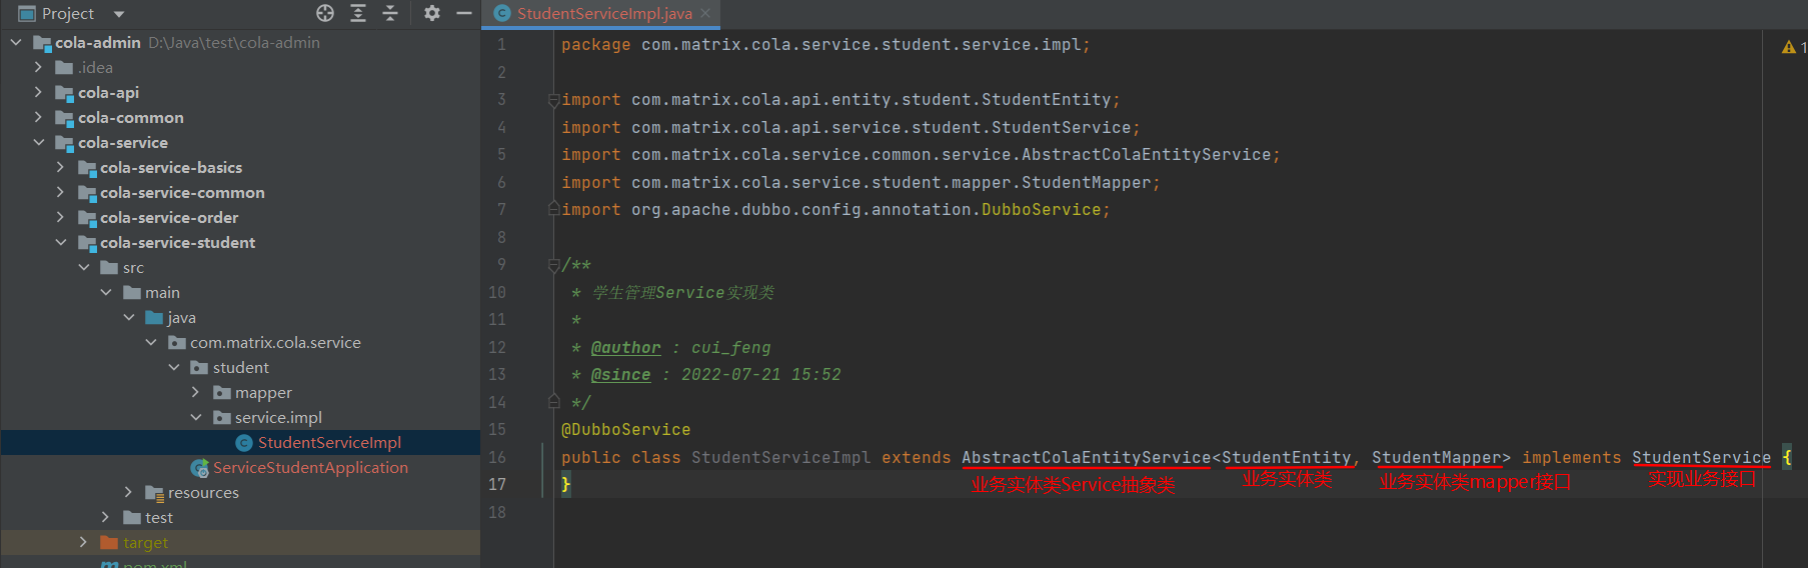 Project
cola-admin D:\Java\test\cola-admin
.idea
cola-api
cola-common
cola-service
cola-service-basics
cola-service-common
cola-service-order
cola-service-student
src
main
java
com.matrix.cola.service
student
mapper
service.impl
StudentServiceImpl
ServiceStudentApplication
resources
test
target
pom.xml
StudentServiceImpl.java
1
1 package com.matrix.cola.service.student.service.impl;
2
3 import com.matrix.cola.api.entity.student.StudentEntity;
4 import com.matrix.cola.api.service.student.StudentService;
5 import com.matrix.cola.service.common.service.AbstractColaEntityService;
6 import com.matrix.cola.service.student.mapper.StudentMapper;
7 import org.apache.dubbo.config.annotation.DubboService;
8
9 /**
10 * 学生管理Service实现类
11 *
12 * @author : cui_feng
13 * @since : 2022-07-21 15:52
14 */
15 @DubboService
16 public class StudentServiceImpl extends AbstractColaEntityService<StudentEntity, StudentMapper> implements StudentService {
17 }
业务实体类Service抽象类 业务实体类 业务实体类mapper接口 实现业务接口
18